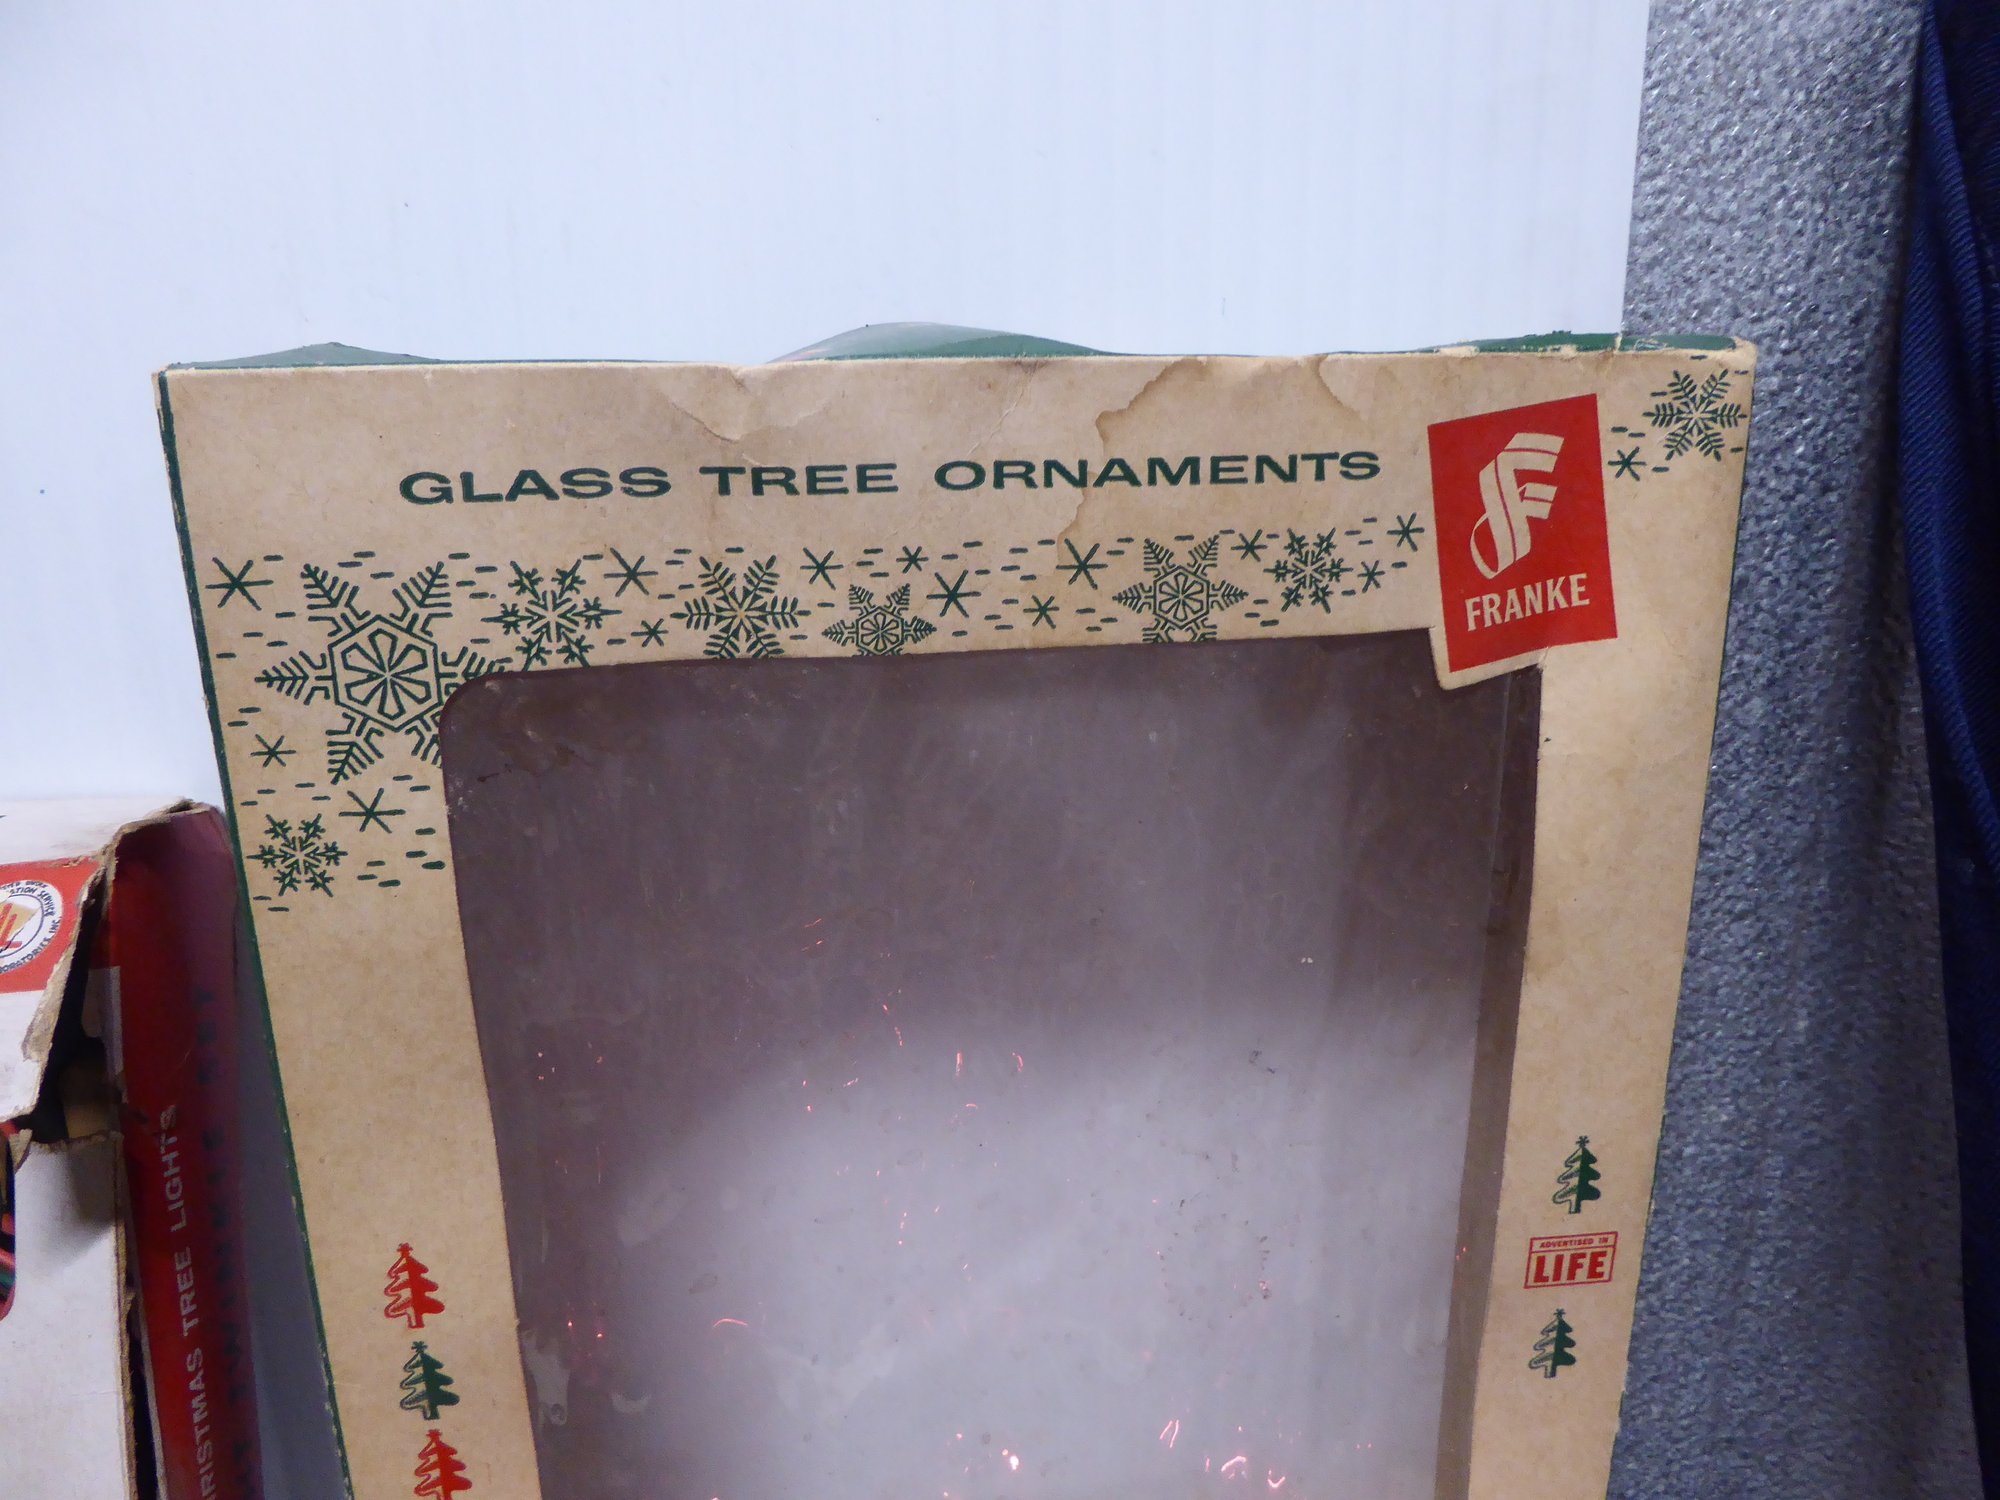 GLASS TREE ORNAMENTS
F
FRANKE
ADVERTISED IN
LIFE
CHRISTMAS TREE LIGHTS